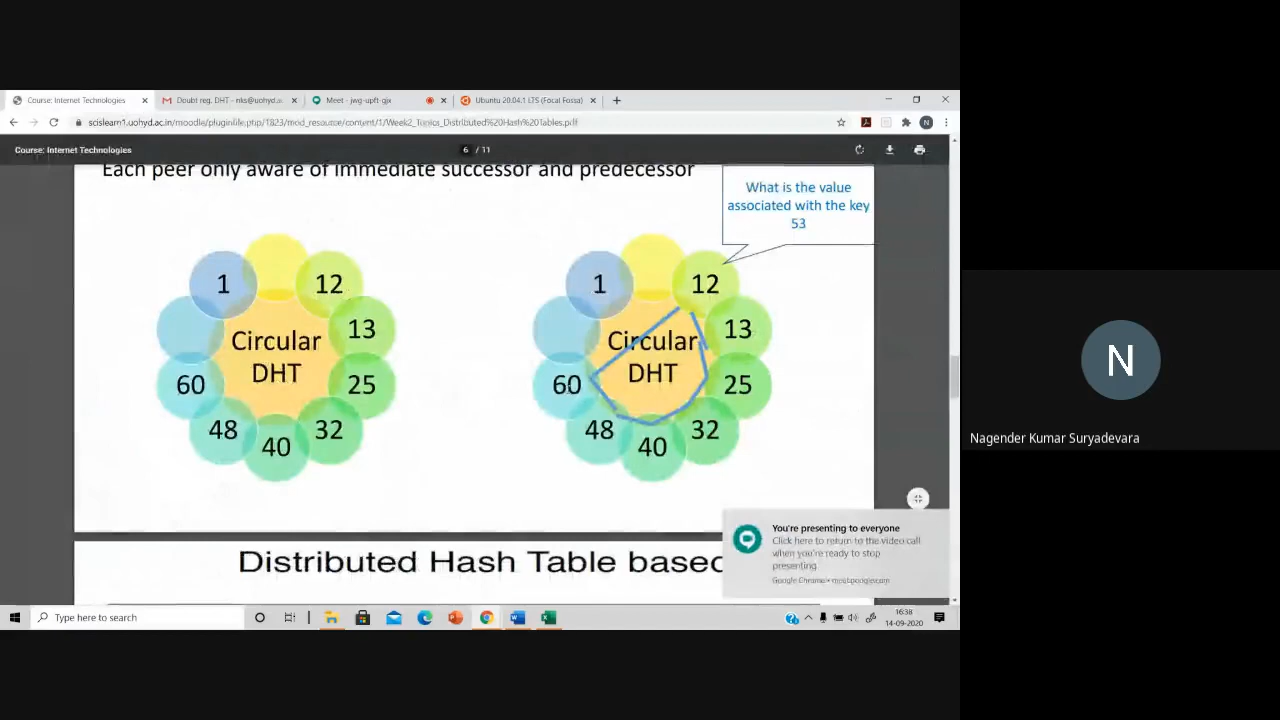 Course: Internet Technologies
Doubt reg. DHT - nks@uohyd.ac
Meet - jwg-upft-gjx
Ubuntu 20.04.1 LTS (Focal Fossa)
scislearn1.uohyd.ac.in/moodle/pluginfile.php/1823/mod_resource/content/1/Week2_Topics_Distributed%20Hash%20Tables.pdf
N
Course: Internet Technologies
6 / 11
Each peer only aware of immediate successor and predecessor
What is the value
associated with the key
53
1
12
13
25
32
40
48
60
Circular
DHT
1
12
13
25
32
40
48
60
Circular
DHT
N
Nagender Kumar Suryadevara
You're presenting to everyone
Click here to return to the video call
when you're ready to stop
presenting.
Google Chrome • meet.google.com
Distributed Hash Table based
Type here to search
16:38
14-09-2020